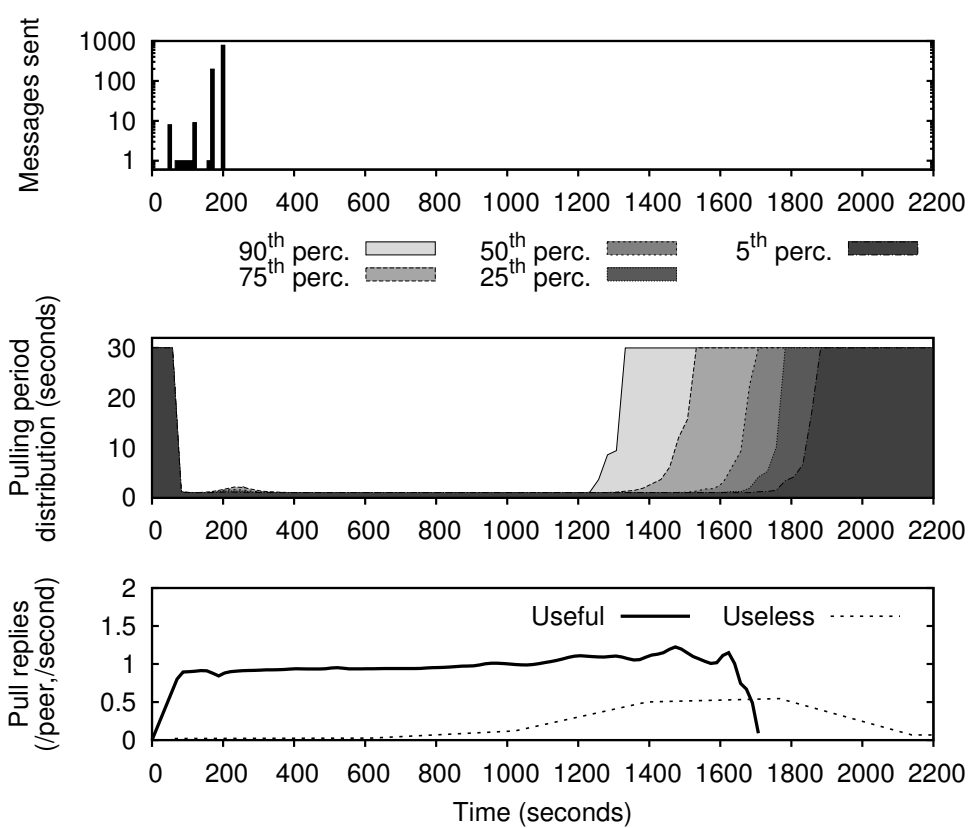 Messages sent
1000
100
10
1
0 200 400 600 800 1000 1200 1400 1600 1800 2000 2200
90th perc. 50th perc. 5th perc.
75th perc. 25th perc.
Pulling period
distribution (seconds)
30
20
10
0
0 200 400 600 800 1000 1200 1400 1600 1800 2000 2200
Pull replies
(/peer,/second)
2
1.5
1
0.5
0
Useful Useless
0 200 400 600 800 1000 1200 1400 1600 1800 2000 2200
Time (seconds)